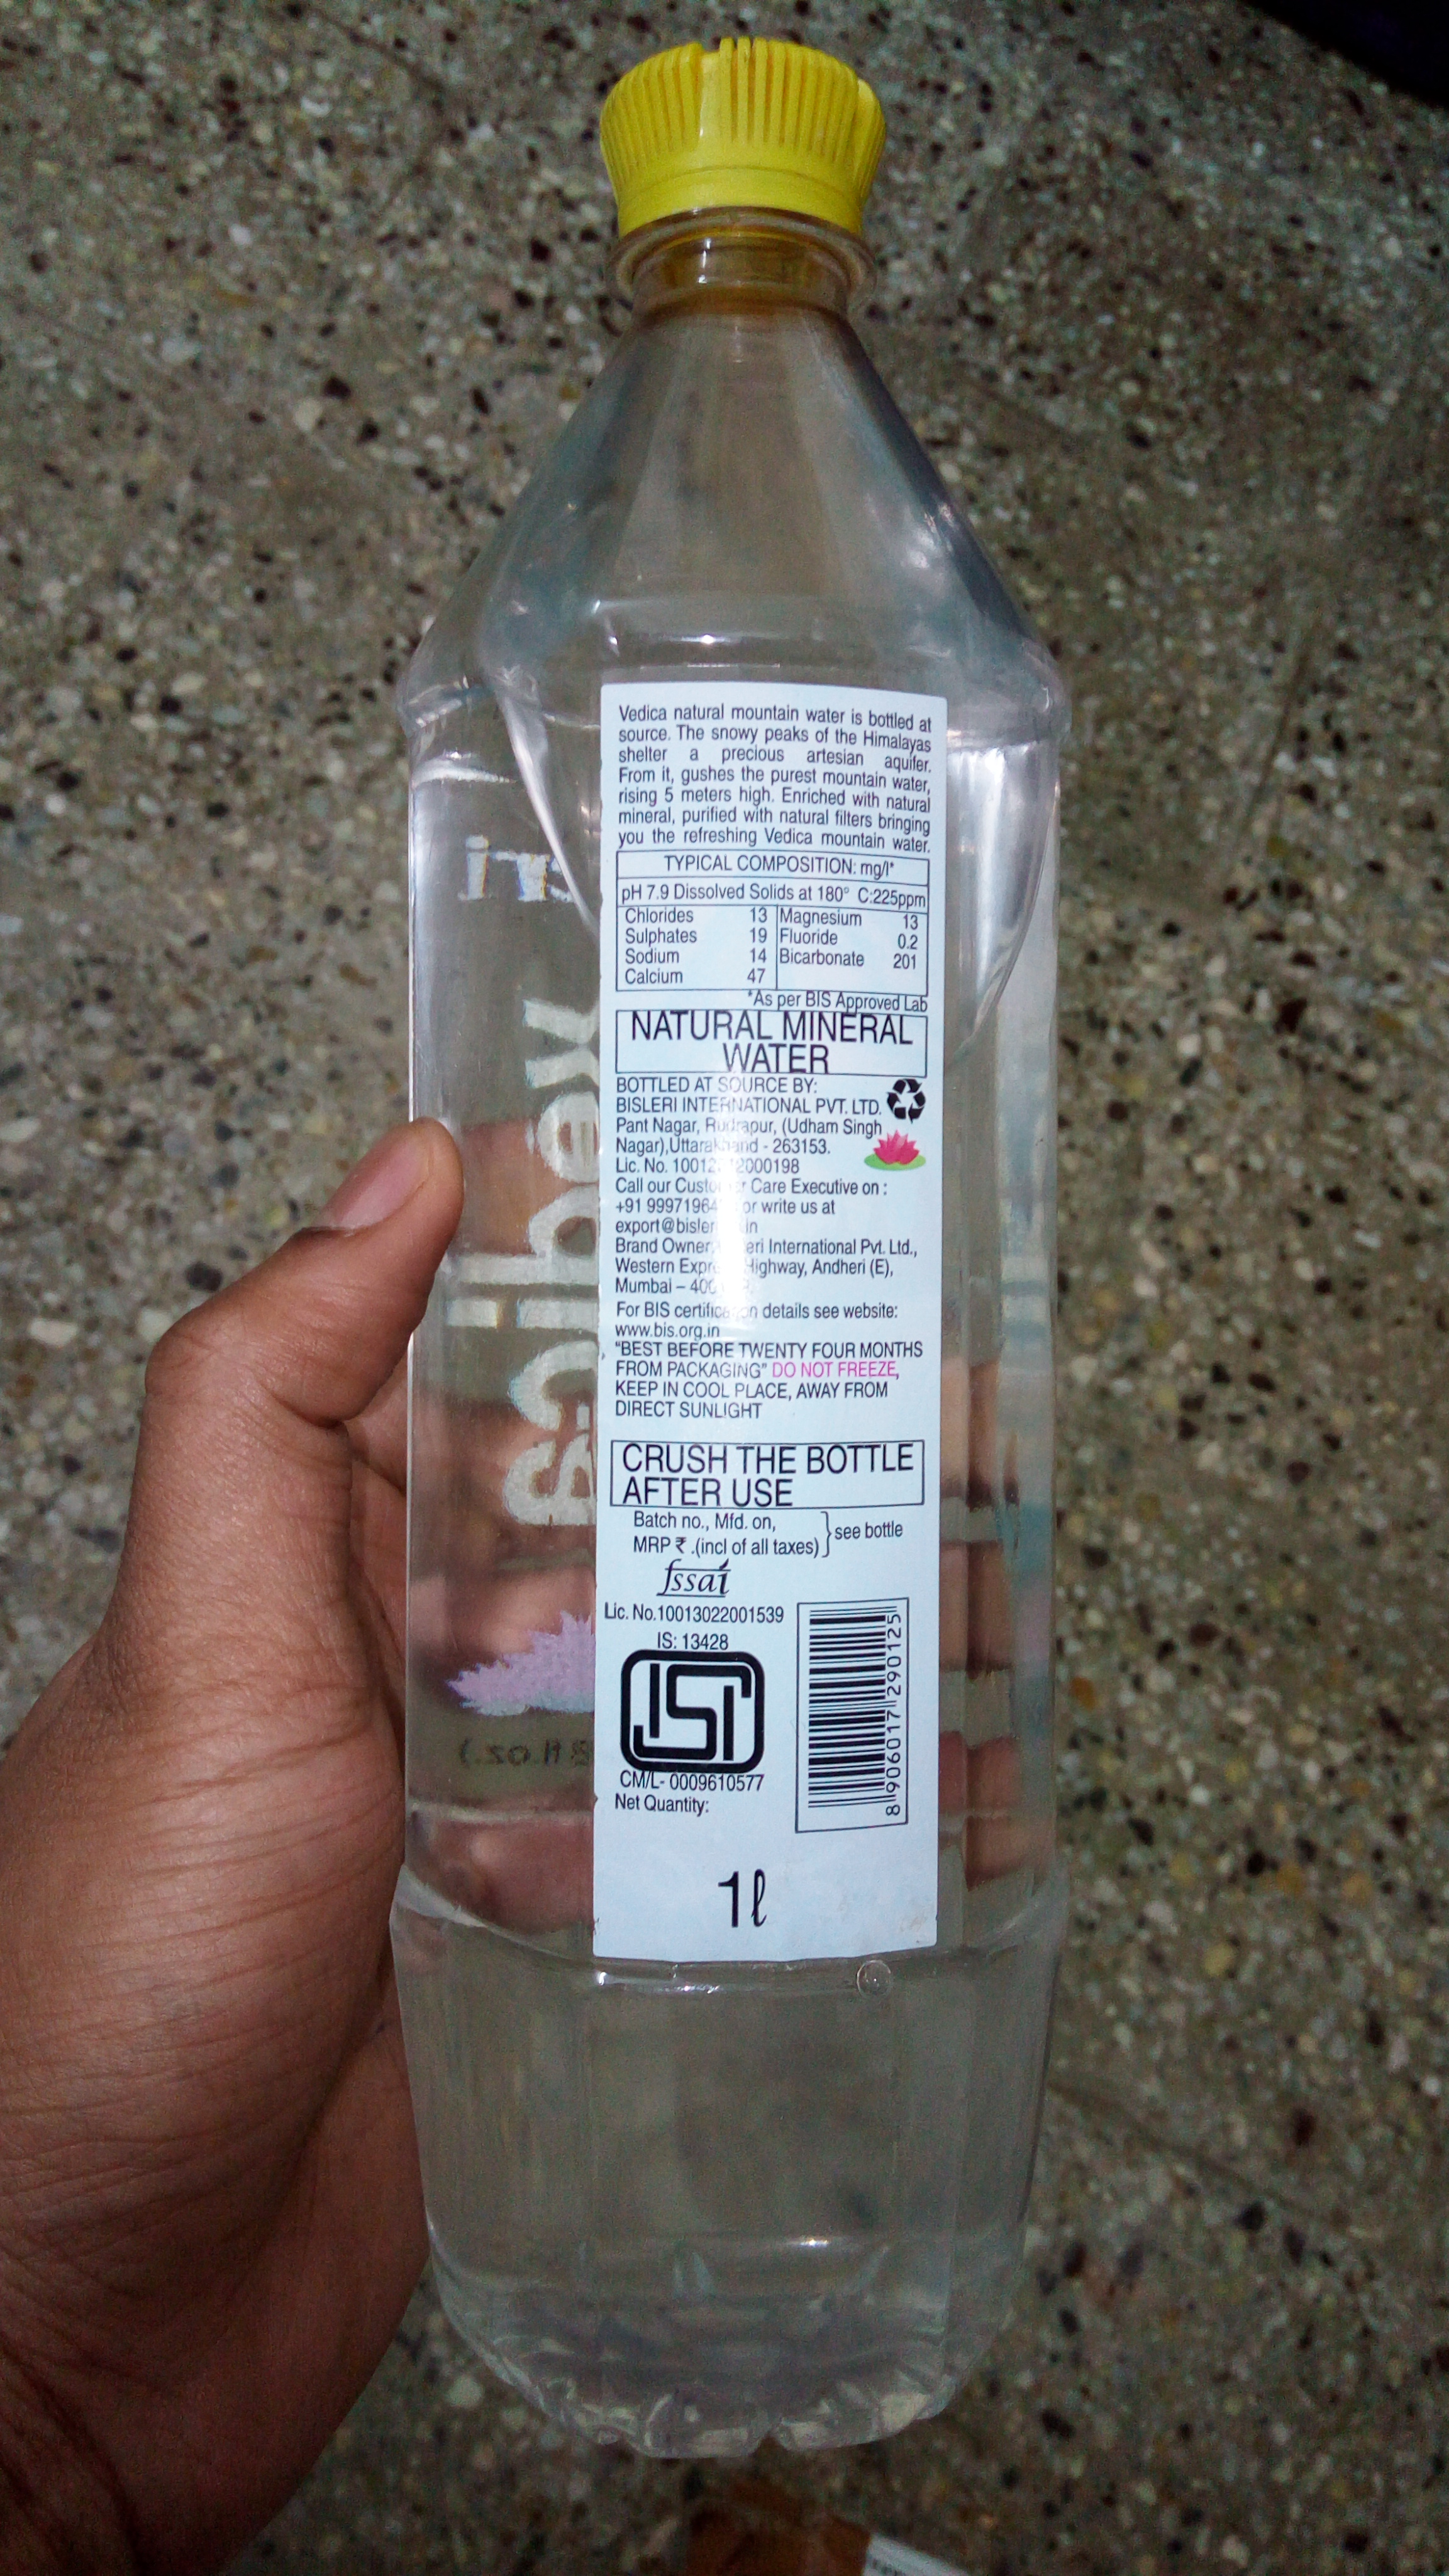 Vedica natural mountain water is bottled at
source. The snowy peaks of the Himalayas
shelter a precious artesian aquifer.
From it, gushes the purest mountain water,
rising 5 meters high. Enriched with natural
mineral, purified with natural filters bringing
you the refreshing Vedica mountain water.
TYPICAL COMPOSITION: mg/l*
pH 7.9 Dissolved Solids at 180° C:225ppm
Chlorides 13 Magnesium 13
Sulphates 19 Fluoride 0.2
Sodium 14 Bicarbonate 201
Calcium 47
*As per BIS Approved Lab
NATURAL MINERAL
WATER
BOTTLED AT SOURCE BY:
BISLERI INTERNATIONAL PVT. LTD.
Pant Nagar, Rudrapur, (Udham Singh
Nagar),Uttarakhand - 263153.
Lic. No.
Call our Customer Care Executive on :
+91 or write us at
Brand Owner: International Pvt. Ltd.,
Western Highway, Andheri (E),
Mumbai –
For BIS certification details see website:
www.bis.org.in
"BEST BEFORE TWENTY FOUR MONTHS
FROM PACKAGING" DO NOT FREEZE,
KEEP IN COOL PLACE, AWAY FROM
DIRECT SUNLIGHT
CRUSH THE BOTTLE
AFTER USE
Batch no., Mfd. on,
MRP ₹ .(incl of all taxes) } see bottle
fssai
Lic. No.10013022001539
IS: 13428
ISI
CM/L- 0009610577
Net Quantity:
1ℓ
8 906017 290125